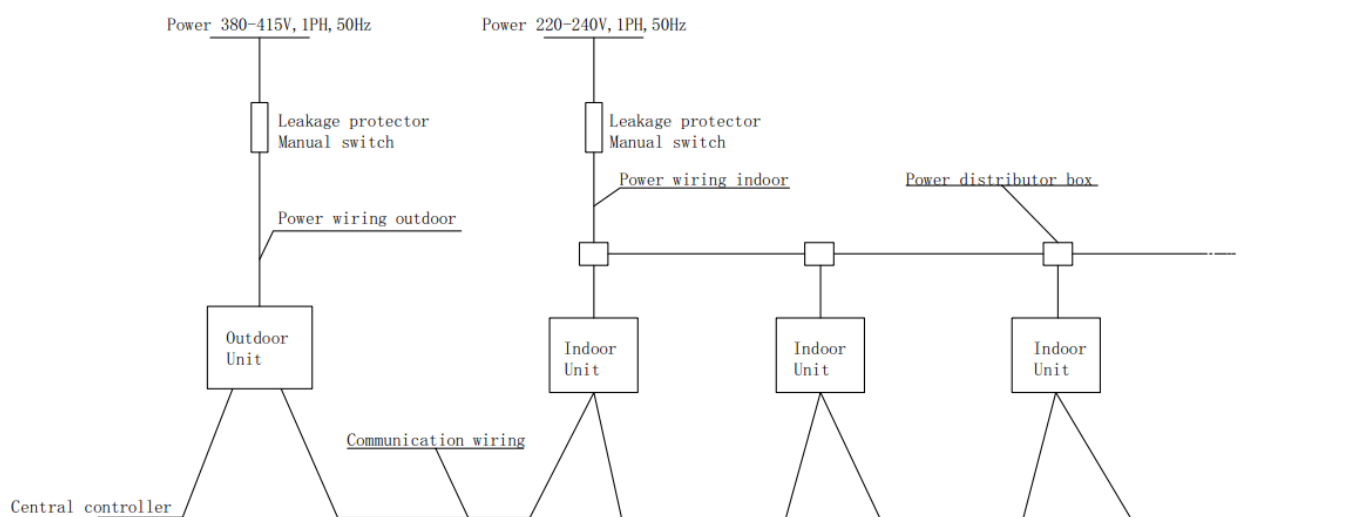 Power 380-415V,1PH,50Hz
Power 220-240V,1PH,50Hz
Leakage protector
Manual switch
Leakage protector
Manual switch
Power wiring indoor
Power distributor box
Power wiring outdoor
Outdoor
Unit
Indoor
Unit
Indoor
Unit
Indoor
Unit
Communication wiring
Central controller